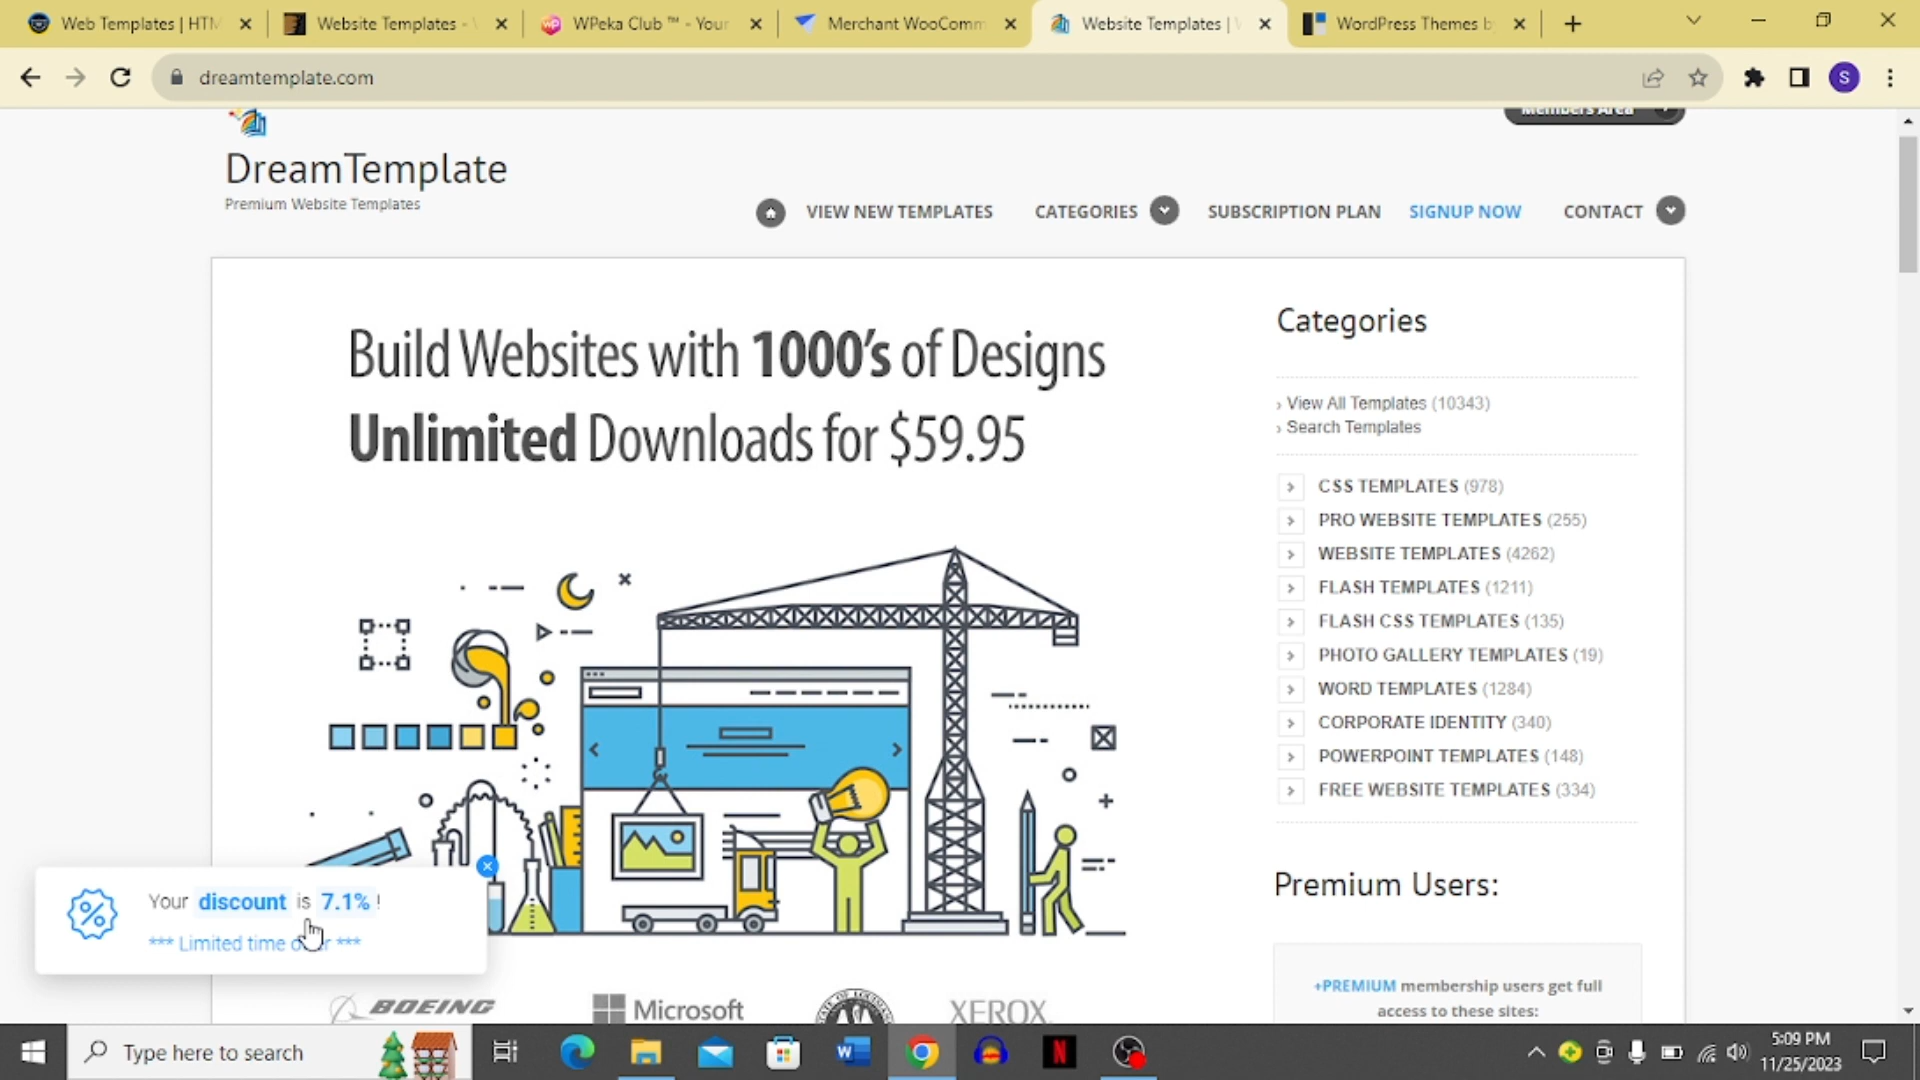 Web Templates | HTM
Website Templates -
WPeka Club ™ - Your
Merchant WooComm
Website Templates |
WordPress Themes b
dreamtemplate.com
S
Members Area
DreamTemplate
Premium Website Templates
VIEW NEW TEMPLATES
CATEGORIES
SUBSCRIPTION PLAN
SIGNUP NOW
CONTACT
Build Websites with 1000's of Designs
Unlimited Downloads for $59.95
Categories
› View All Templates (10343)
› Search Templates
CSS TEMPLATES (978)
PRO WEBSITE TEMPLATES (255)
WEBSITE TEMPLATES (4262)
FLASH TEMPLATES (1211)
FLASH CSS TEMPLATES (135)
PHOTO GALLERY TEMPLATES (19)
WORD TEMPLATES (1284)
CORPORATE IDENTITY (340)
POWERPOINT TEMPLATES (148)
FREE WEBSITE TEMPLATES (334)
Premium Users:
+PREMIUM membership users get full
access to these sites:
Your discount is 7.1% !
*** Limited time ***
BOEING
Microsoft
XEROX
Type here to search
5:09 PM
11/25/2023